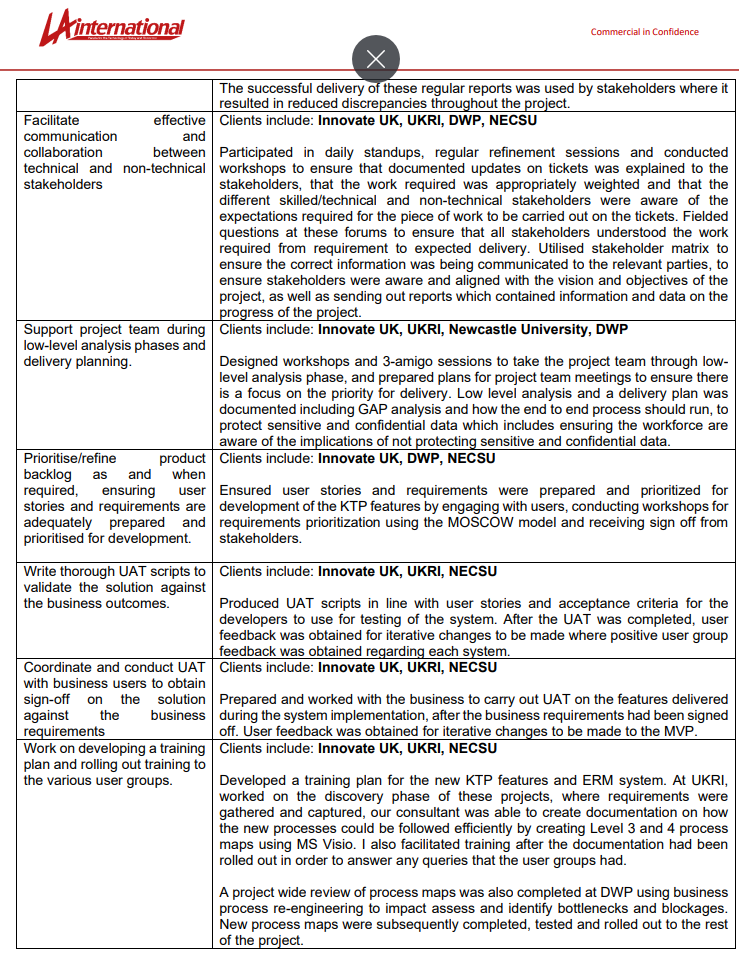 LA international
Commercial in Confidence
The successful delivery of these regular reports was used by stakeholders where it
resulted in reduced discrepancies throughout the project.
Facilitate effective
communication and
collaboration between
technical and non-technical
stakeholders
Clients include: Innovate UK, UKRI, DWP, NECSU
Participated in daily standups, regular refinement sessions and conducted
workshops to ensure that documented updates on tickets was explained to the
stakeholders, that the work required was appropriately weighted and that the
different skilled/technical and non-technical stakeholders were aware of the
expectations required for the piece of work to be carried out on the tickets. Fielded
questions at these forums to ensure that all stakeholders understood the work
required from requirement to expected delivery. Utilised stakeholder matrix to
ensure the correct information was being communicated to the relevant parties, to
ensure stakeholders were aware and aligned with the vision and objectives of the
project, as well as sending out reports which contained information and data on the
progress of the project.
Support project team during
low-level analysis phases and
delivery planning.
Clients include: Innovate UK, UKRI, Newcastle University, DWP
Designed workshops and 3-amigo sessions to take the project team through low-
level analysis phase, and prepared plans for project team meetings to ensure there
is a focus on the priority for delivery. Low level analysis and a delivery plan was
documented including GAP analysis and how the end to end process should run, to
protect sensitive and confidential data which includes ensuring the workforce are
aware of the implications of not protecting sensitive and confidential data.
Prioritise/refine product
backlog as and when
required, ensuring user
stories and requirements are
adequately prepared and
prioritised for development.
Clients include: Innovate UK, DWP, NECSU
Ensured user stories and requirements were prepared and prioritized for
development of the KTP features by engaging with users, conducting workshops for
requirements prioritization using the MOSCOW model and receiving sign off from
stakeholders.
Write thorough UAT scripts to
validate the solution against
the business outcomes.
Clients include: Innovate UK, UKRI, NECSU
Produced UAT scripts in line with user stories and acceptance criteria for the
developers to use for testing of the system. After the UAT was completed, user
feedback was obtained for iterative changes to be made where positive user group
feedback was obtained regarding each system.
Coordinate and conduct UAT
with business users to obtain
sign-off on the solution
against the business
requirements
Clients include: Innovate UK, UKRI, NECSU
Prepared and worked with the business to carry out UAT on the features delivered
during the system implementation, after the business requirements had been signed
off. User feedback was obtained for iterative changes to be made to the MVP.
Work on developing a training
plan and rolling out training to
the various user groups.
Clients include: Innovate UK, UKRI, NECSU
Developed a training plan for the new KTP features and ERM system. At UKRI,
worked on the discovery phase of these projects, where requirements were
gathered and captured, our consultant was able to create documentation on how
the new processes could be followed efficiently by creating Level 3 and 4 process
maps using MS Visio. I also facilitated training after the documentation had been
rolled out in order to answer any queries that the user groups had.
A project wide review of process maps was also completed at DWP using business
process re-engineering to impact assess and identify bottlenecks and blockages.
New process maps were subsequently completed, tested and rolled out to the rest
of the project.